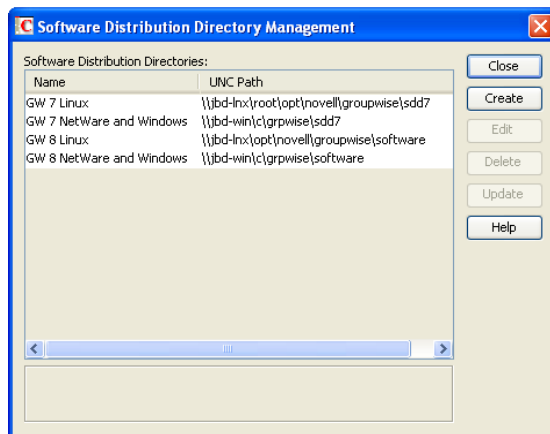 Software Distribution Directory Management
Software Distribution Directories:
Name UNC Path
GW 7 Linux \\jbd-lnx\root\opt\novell\groupwise\sdd7
GW 7 NetWare and Windows \\jbd-win\c\grpwise\sdd7
GW 8 Linux \\jbd-lnx\opt\novell\groupwise\software
GW 8 NetWare and Windows \\jbd-win\c\grpwise\software
Close
Create
Edit
Delete
Update
Help